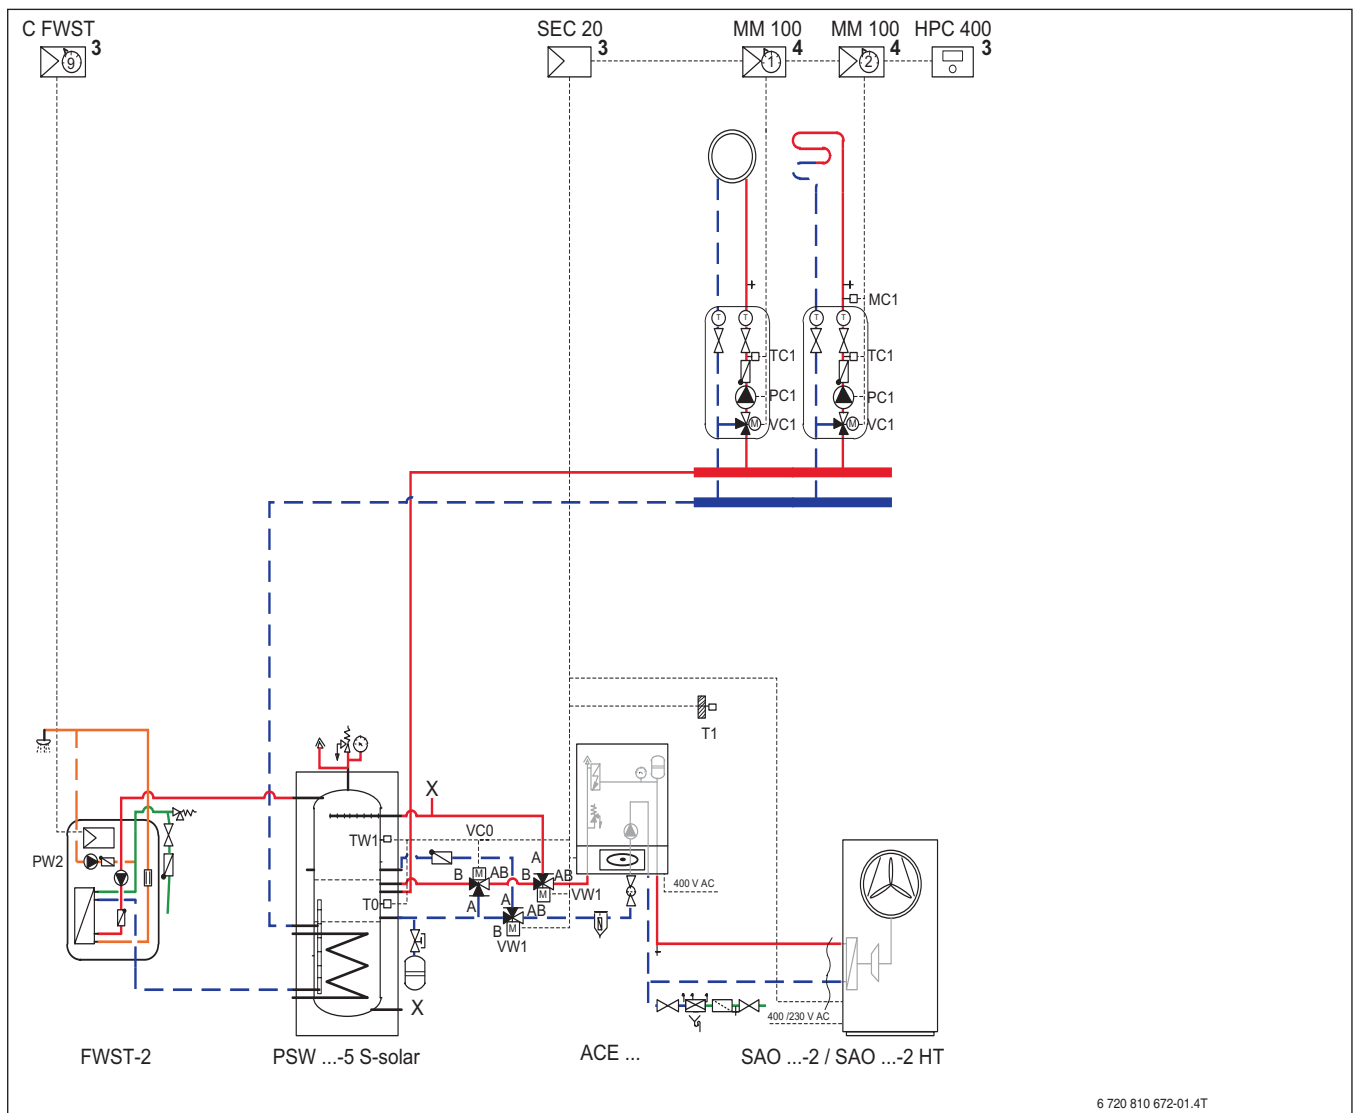 C FWST
3
9
SEC 20
3
MM 100
4
1
MM 100
4
2
HPC 400
3
MC1
T
T
T
T
TC1
TC1
PC1
PC1
M
VC1
M
VC1
T1
X
TW1
VC0
A
M
B
AB
B
AB
PW2
VW1
400 V AC
T0
A
M
A
AB
B
M
VW1
X
400 /230 V AC
FWST-2
PSW ...-5 S-solar
ACE ...
SAO ...-2 / SAO ...-2 HT
6 720 810 672-01.4T